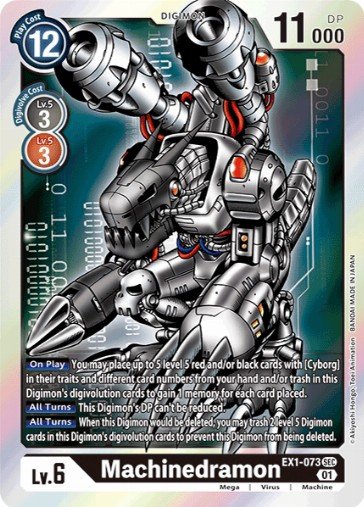 DIGIMON
Play Cost
12
11000
DP
Digivolve Cost
Lv.5
3
Lv.5
3
On Play You may place up to 5 level 5 red and/or black cards with [Cyborg]
in their traits and different card numbers from your hand and/or trash in this
Digimon's digivolution cards to gain 1 memory for each card placed.
All Turns This Digimon's DP can't be reduced.
All Turns When this Digimon would be deleted, you may trash 2 level 5 Digimon
cards in this Digimon's digivolution cards to prevent this Digimon from being deleted.
©Akiyoshi Hongo, Toei Animation BANDAI MADE IN JAPAN
Lv.6
Machinedramon
EX1-073 SEC
01
Mega | Virus | Machine